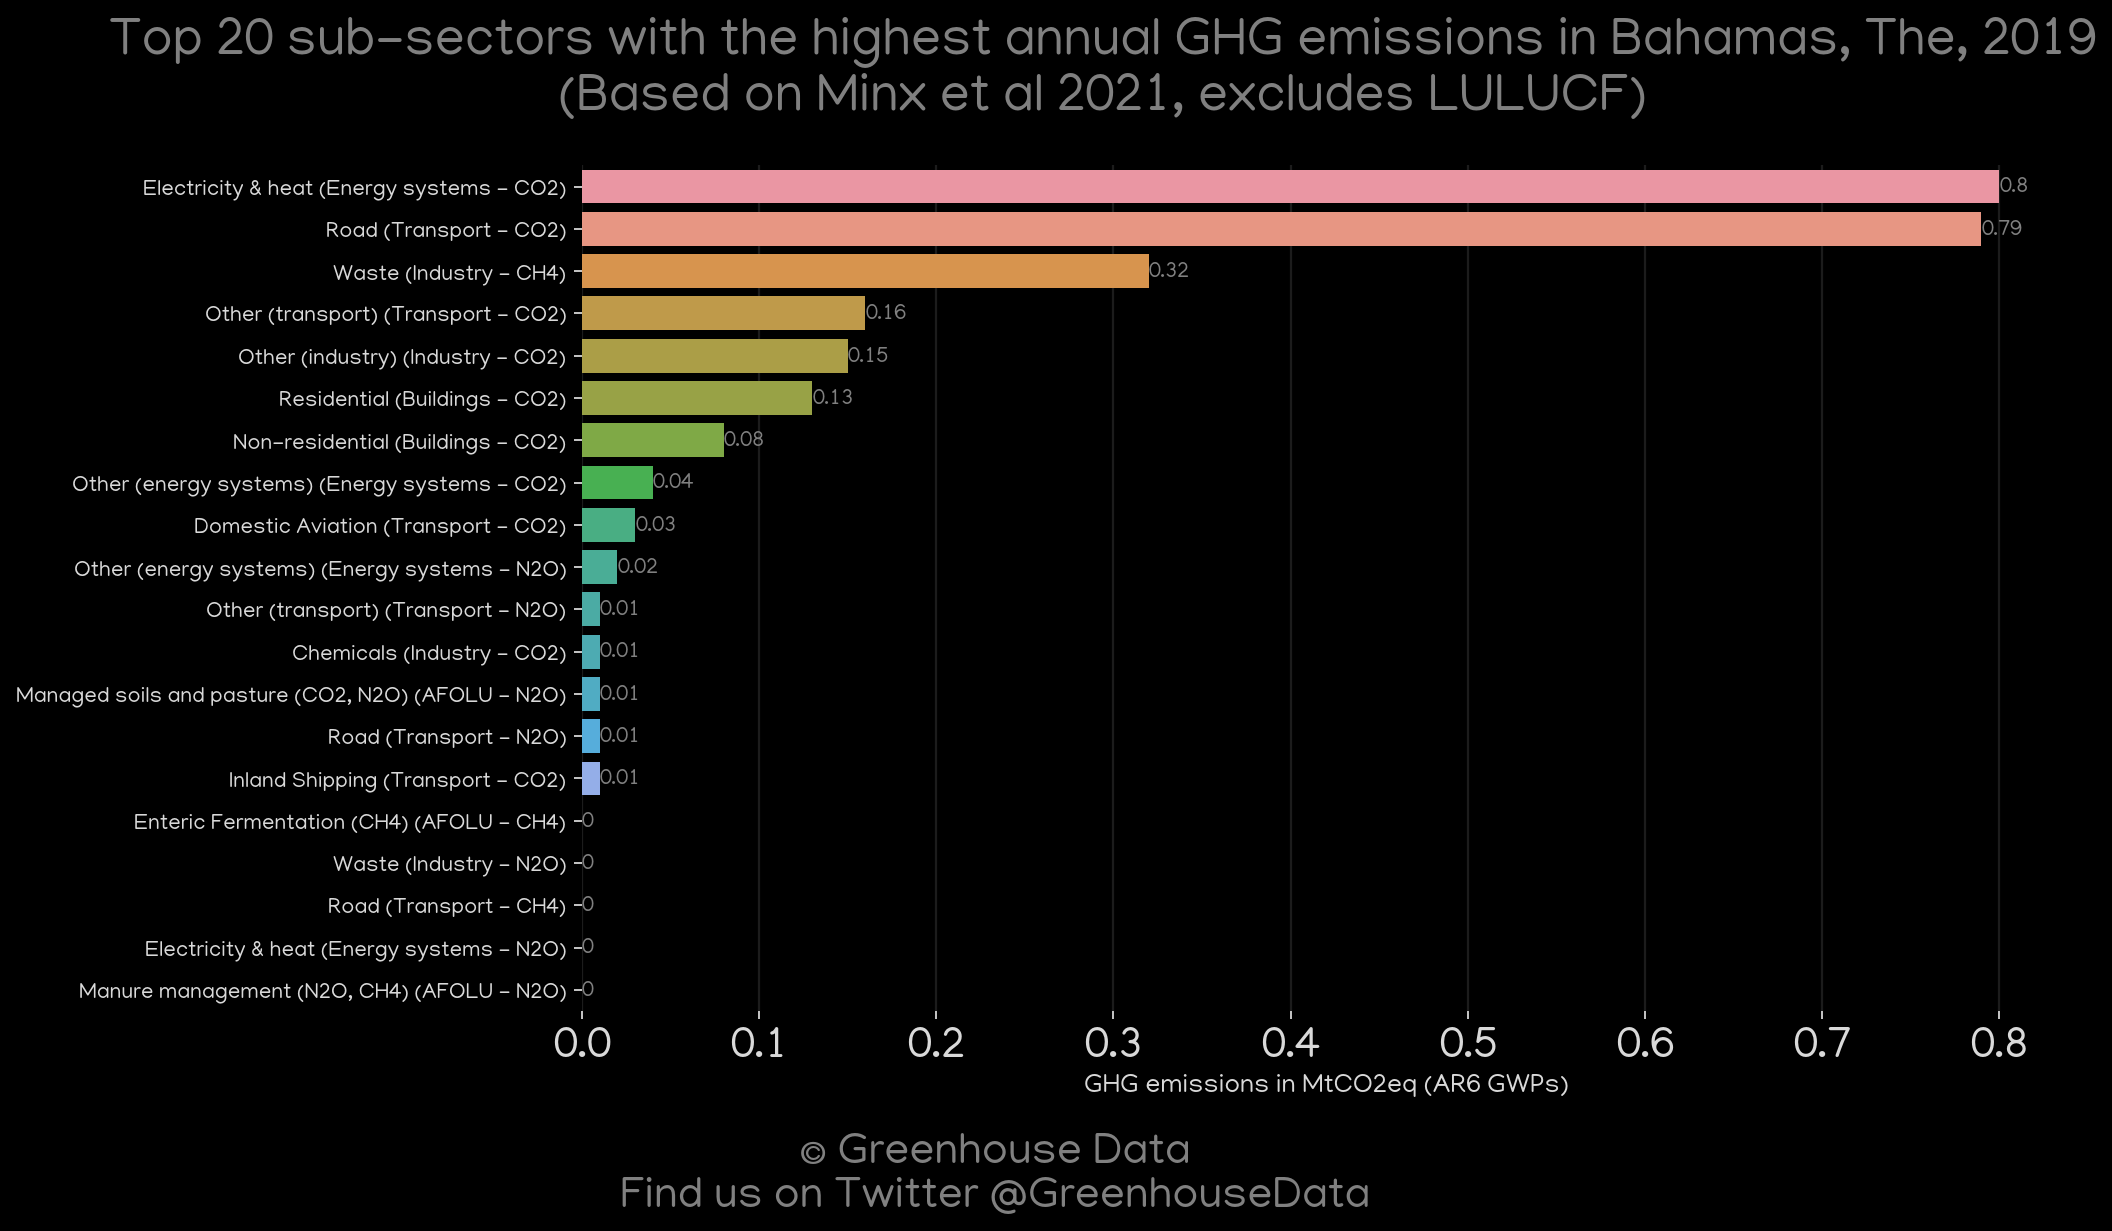 Top 20 sub-sectors with the highest annual GHG emissions in Bahamas, The, 2019
(Based on Minx et al 2021, excludes LULUCF)
Electricity & heat (Energy systems - CO2) 0.8
Road (Transport - CO2) 0.79
Waste (Industry - CH4) 0.32
Other (transport) (Transport - CO2) 0.16
Other (industry) (Industry - CO2) 0.15
Residential (Buildings - CO2) 0.13
Non-residential (Buildings - CO2) 0.08
Other (energy systems) (Energy systems - CO2) 0.04
Domestic Aviation (Transport - CO2) 0.03
Other (energy systems) (Energy systems - N2O) 0.02
Other (transport) (Transport - N2O) 0.01
Chemicals (Industry - CO2) 0.01
Managed soils and pasture (CO2, N2O) (AFOLU - N2O) 0.01
Road (Transport - N2O) 0.01
Inland Shipping (Transport - CO2) 0.01
Enteric Fermentation (CH4) (AFOLU - CH4) 0
Waste (Industry - N2O) 0
Road (Transport - CH4) 0
Electricity & heat (Energy systems - N2O) 0
Manure management (N2O, CH4) (AFOLU - N2O) 0
0.0 0.1 0.2 0.3 0.4 0.5 0.6 0.7 0.8
GHG emissions in MtCO2eq (AR6 GWPs)
© Greenhouse Data
Find us on Twitter @GreenhouseData